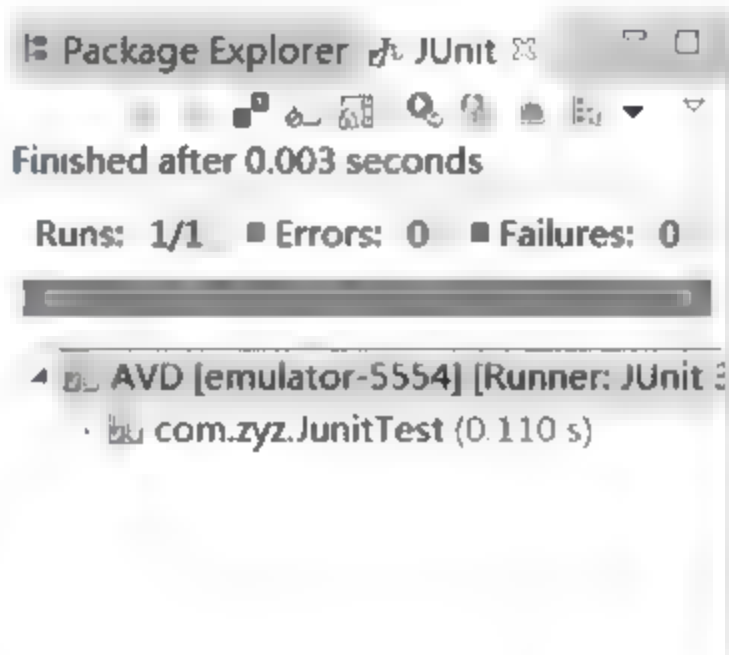 Package Explorer JUnit
Finished after 0.003 seconds
Runs: 1/1 Errors: 0 Failures: 0
AVD [emulator-5554] [Runner: JUnit 3
com.zyz.JunitTest (0.110 s)